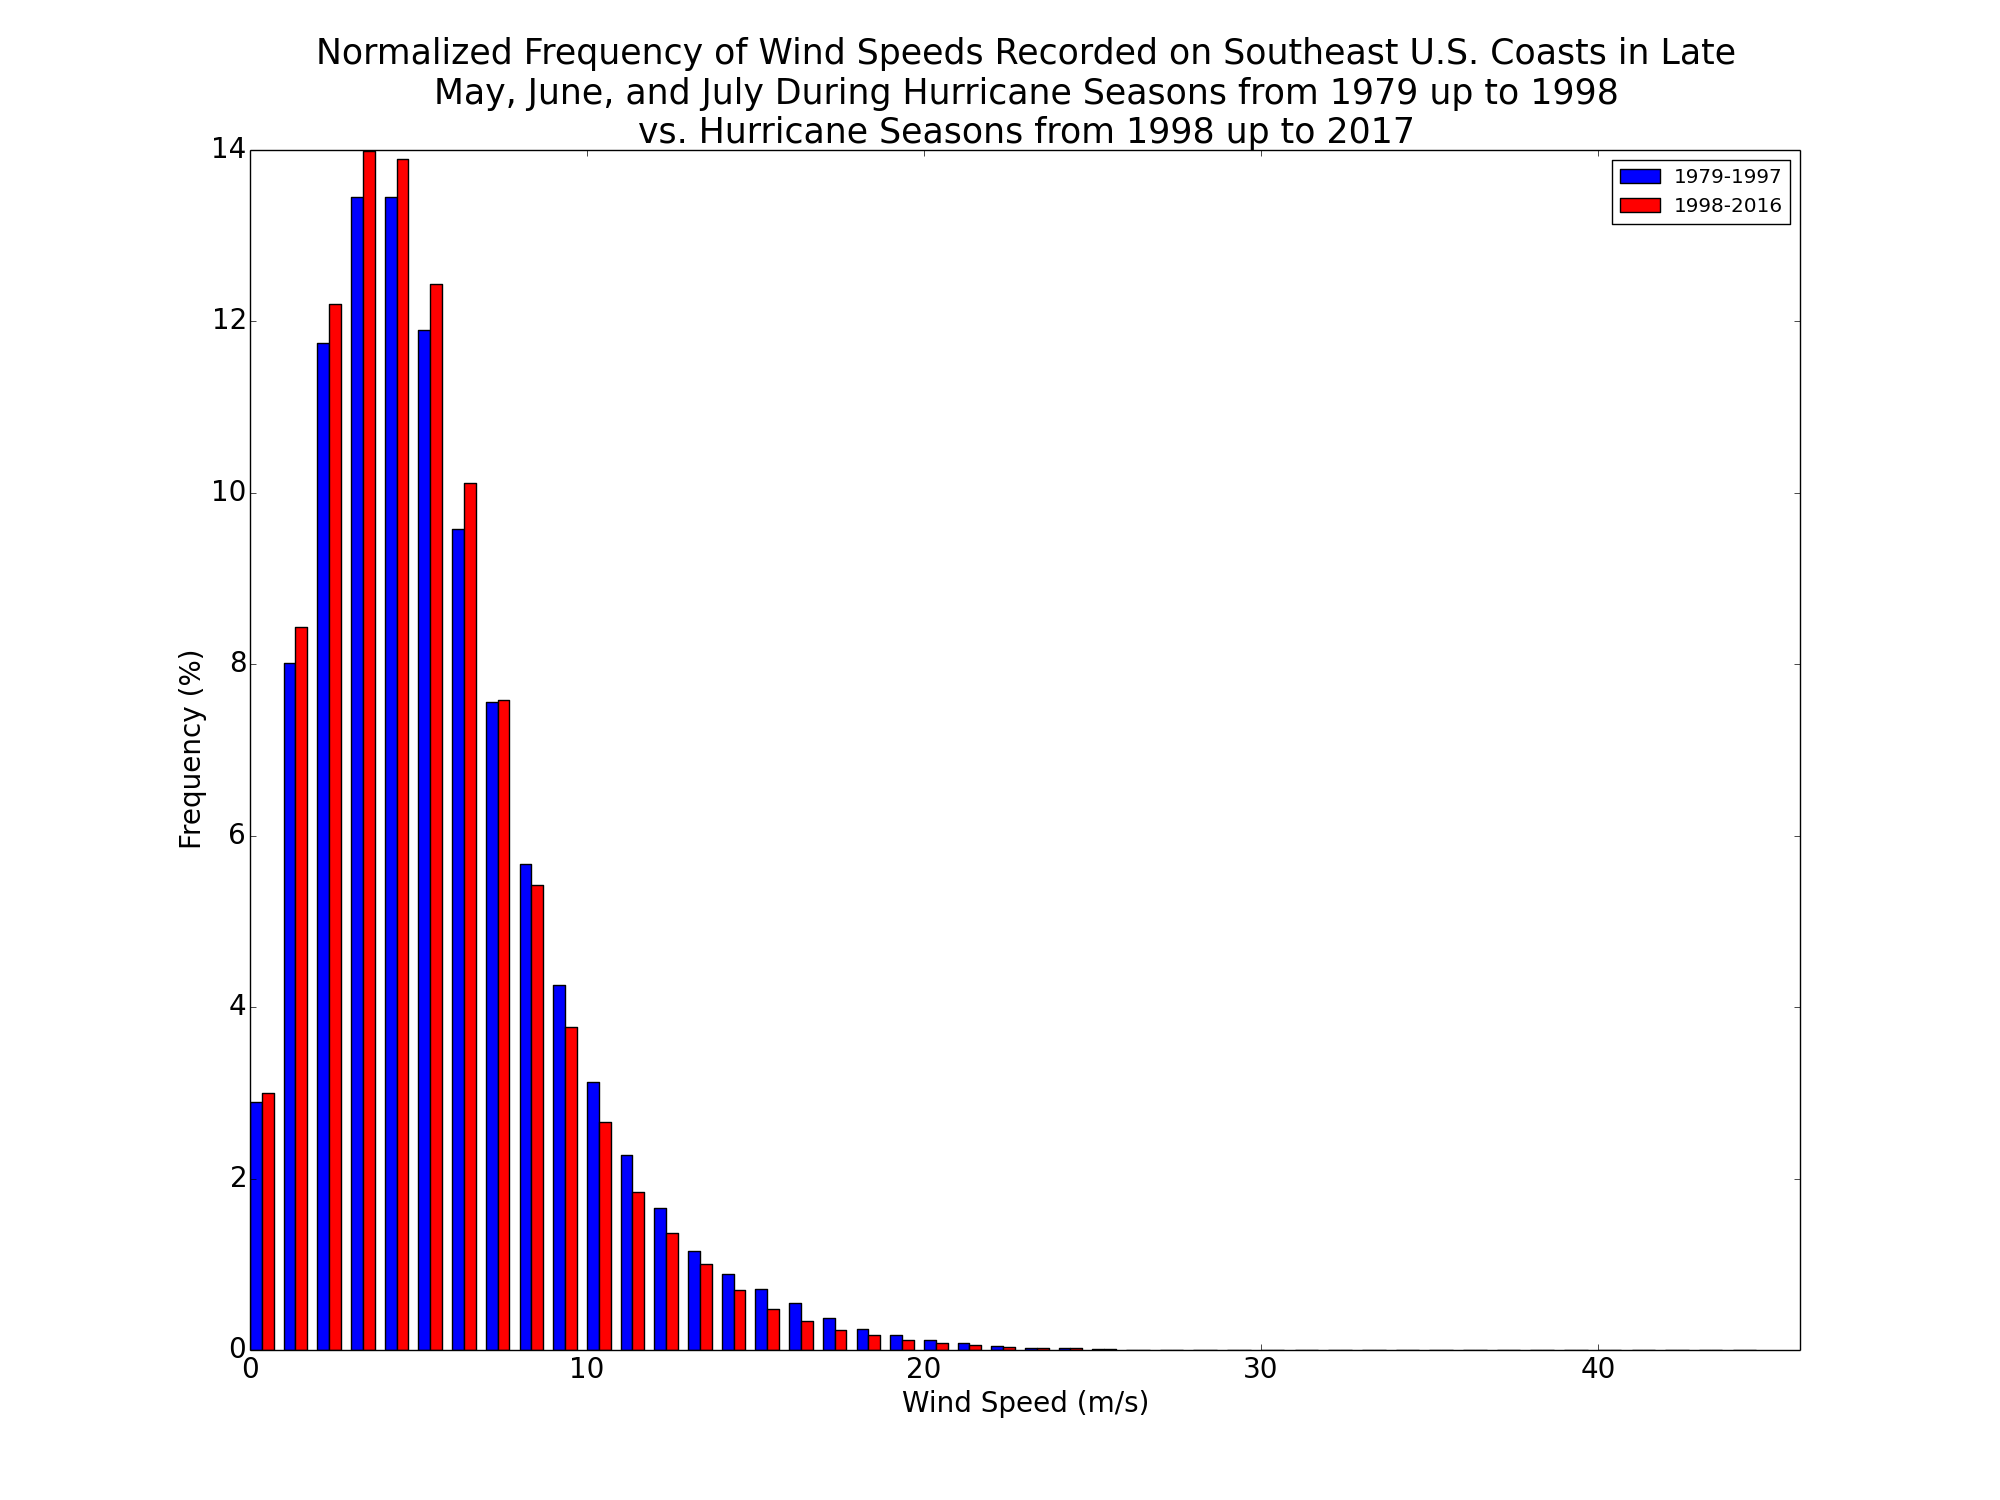 Normalized Frequency of Wind Speeds Recorded on Southeast U.S. Coasts in Late
May, June, and July During Hurricane Seasons from 1979 up to 1998
vs. Hurricane Seasons from 1998 up to 2017
14
12
10
8
6
4
2
0
Frequency (%)
1979-1997
1998-2016
0 10 20 30 40
Wind Speed (m/s)